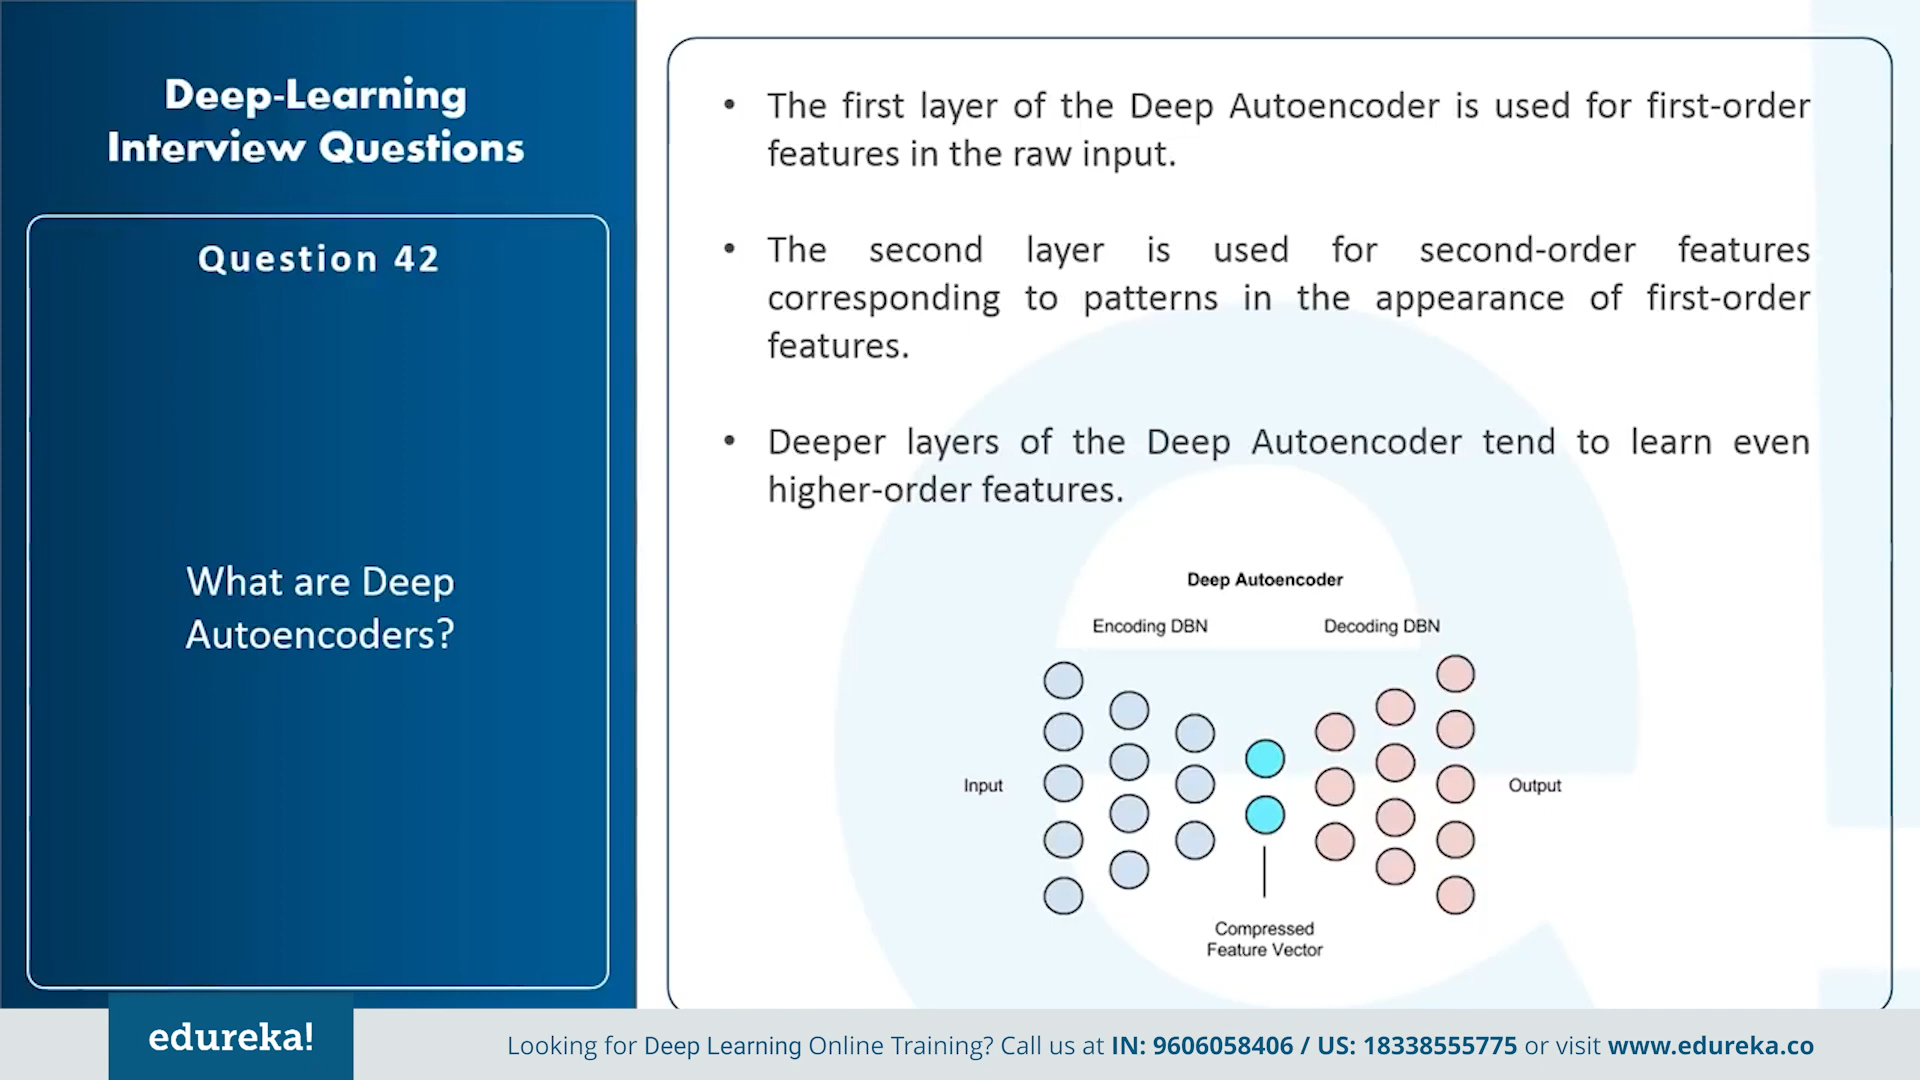 Deep-Learning
Interview Questions
Question 42
What are Deep
Autoencoders?
• The first layer of the Deep Autoencoder is used for first-order
features in the raw input.
• The second layer is used for second-order features
corresponding to patterns in the appearance of first-order
features.
• Deeper layers of the Deep Autoencoder tend to learn even
higher-order features.
Deep Autoencoder
Encoding DBN
Decoding DBN
Input
Output
Compressed
Feature Vector
edureka!
Looking for Deep Learning Online Training? Call us at IN: 9606058406 / US: 18338555775 or visit www.edureka.co